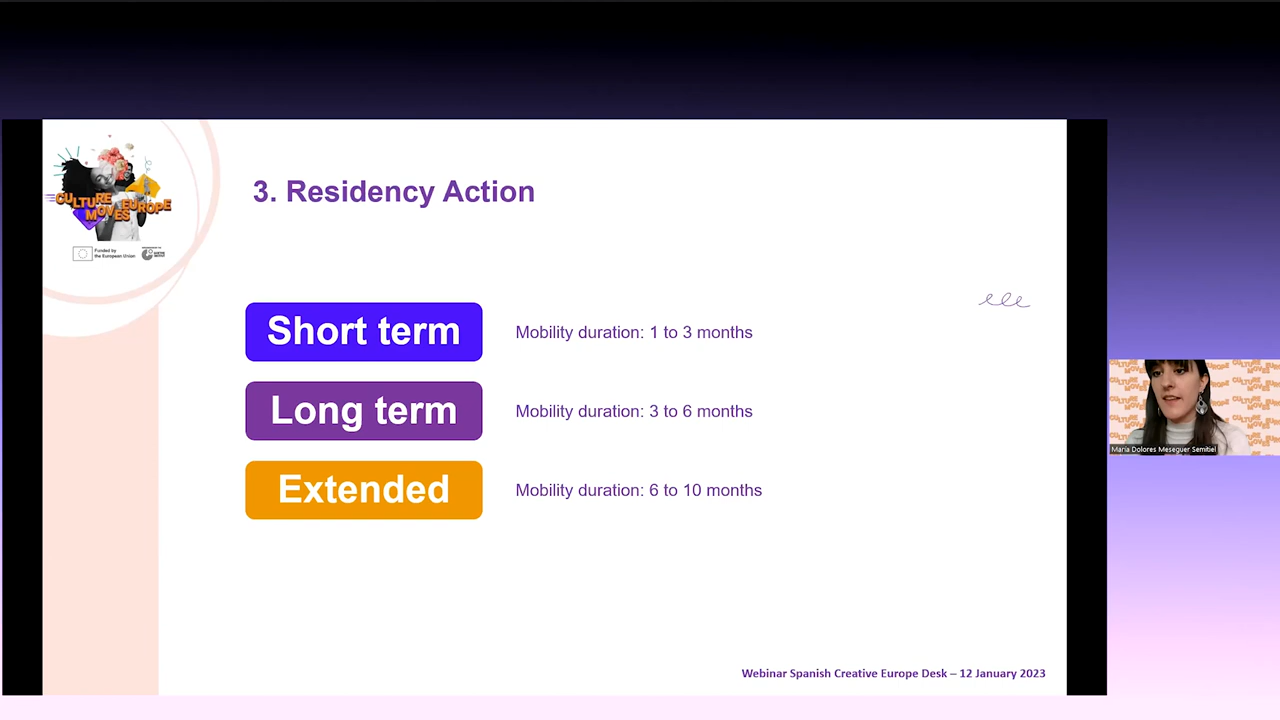 CULTURE
MOVES EUROPE
Funded by
the European Union
3. Residency Action
Short term
Mobility duration: 1 to 3 months
Long term
Mobility duration: 3 to 6 months
Extended
Mobility duration: 6 to 10 months
Maria Dolores Meseguer Semitiel
Webinar Spanish Creative Europe Desk – 12 January 2023